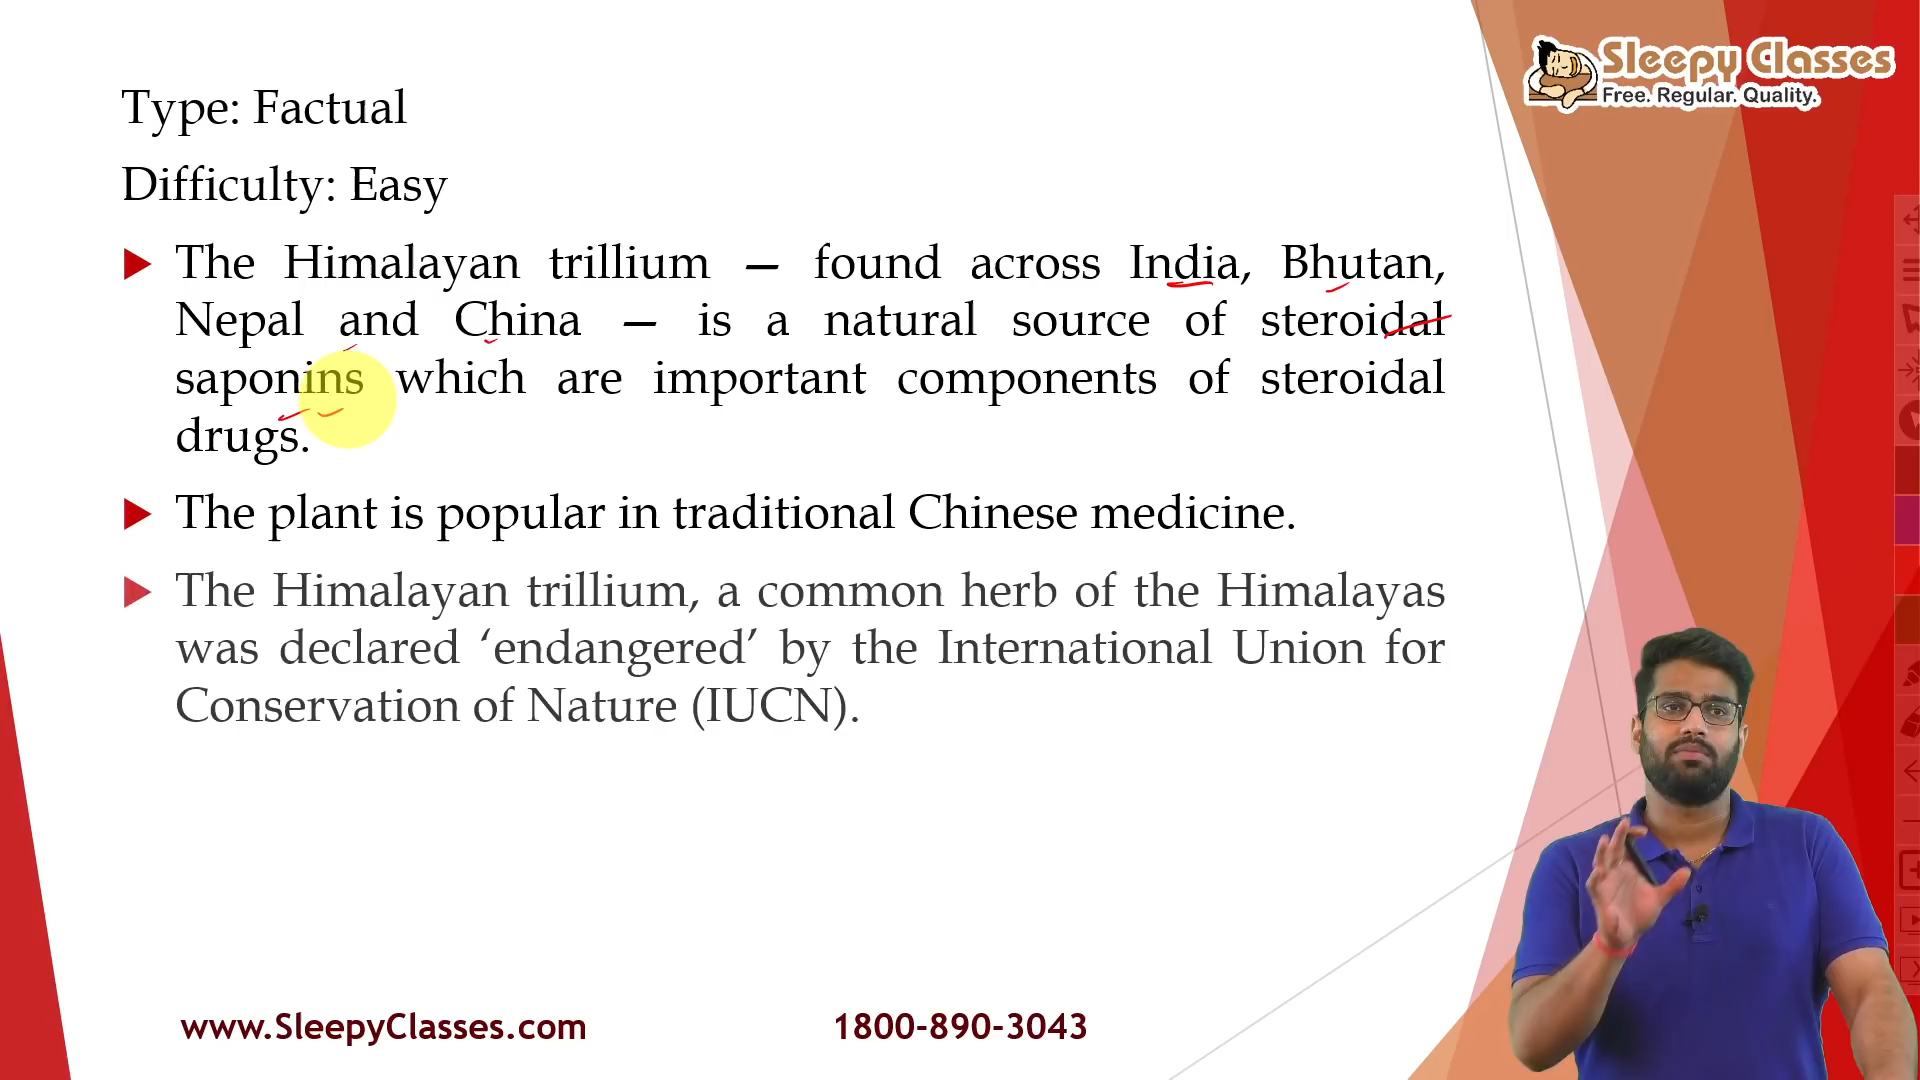 Sleepy Classes
Free. Regular. Quality.
Type: Factual
Difficulty: Easy
The Himalayan trillium — found across India, Bhutan,
Nepal and China — is a natural source of steroidal
saponins which are important components of steroidal
drugs.
The plant is popular in traditional Chinese medicine.
The Himalayan trillium, a common herb of the Himalayas
was declared ‘endangered’ by the International Union for
Conservation of Nature (IUCN).
www.SleepyClasses.com
1800-890-3043